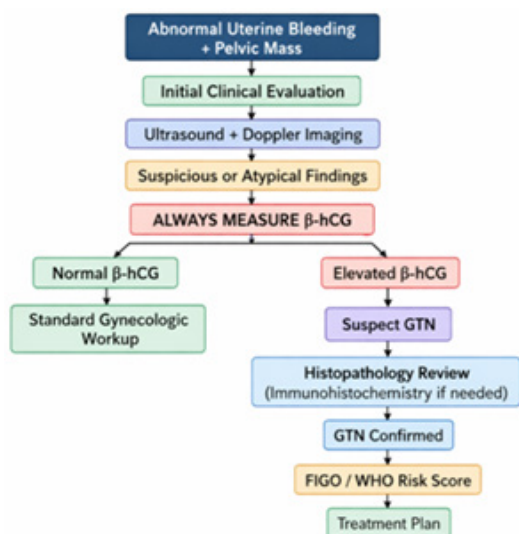 Abnormal Uterine Bleeding
+ Pelvic Mass
Initial Clinical Evaluation
Ultrasound + Doppler Imaging
Suspicious or Atypical Findings
ALWAYS MEASURE β-hCG
Normal β-hCG
Elevated β-hCG
Standard Gynecologic
Workup
Suspect GTN
Histopathology Review
(Immunohistochemistry if needed)
GTN Confirmed
FIGO / WHO Risk Score
Treatment Plan